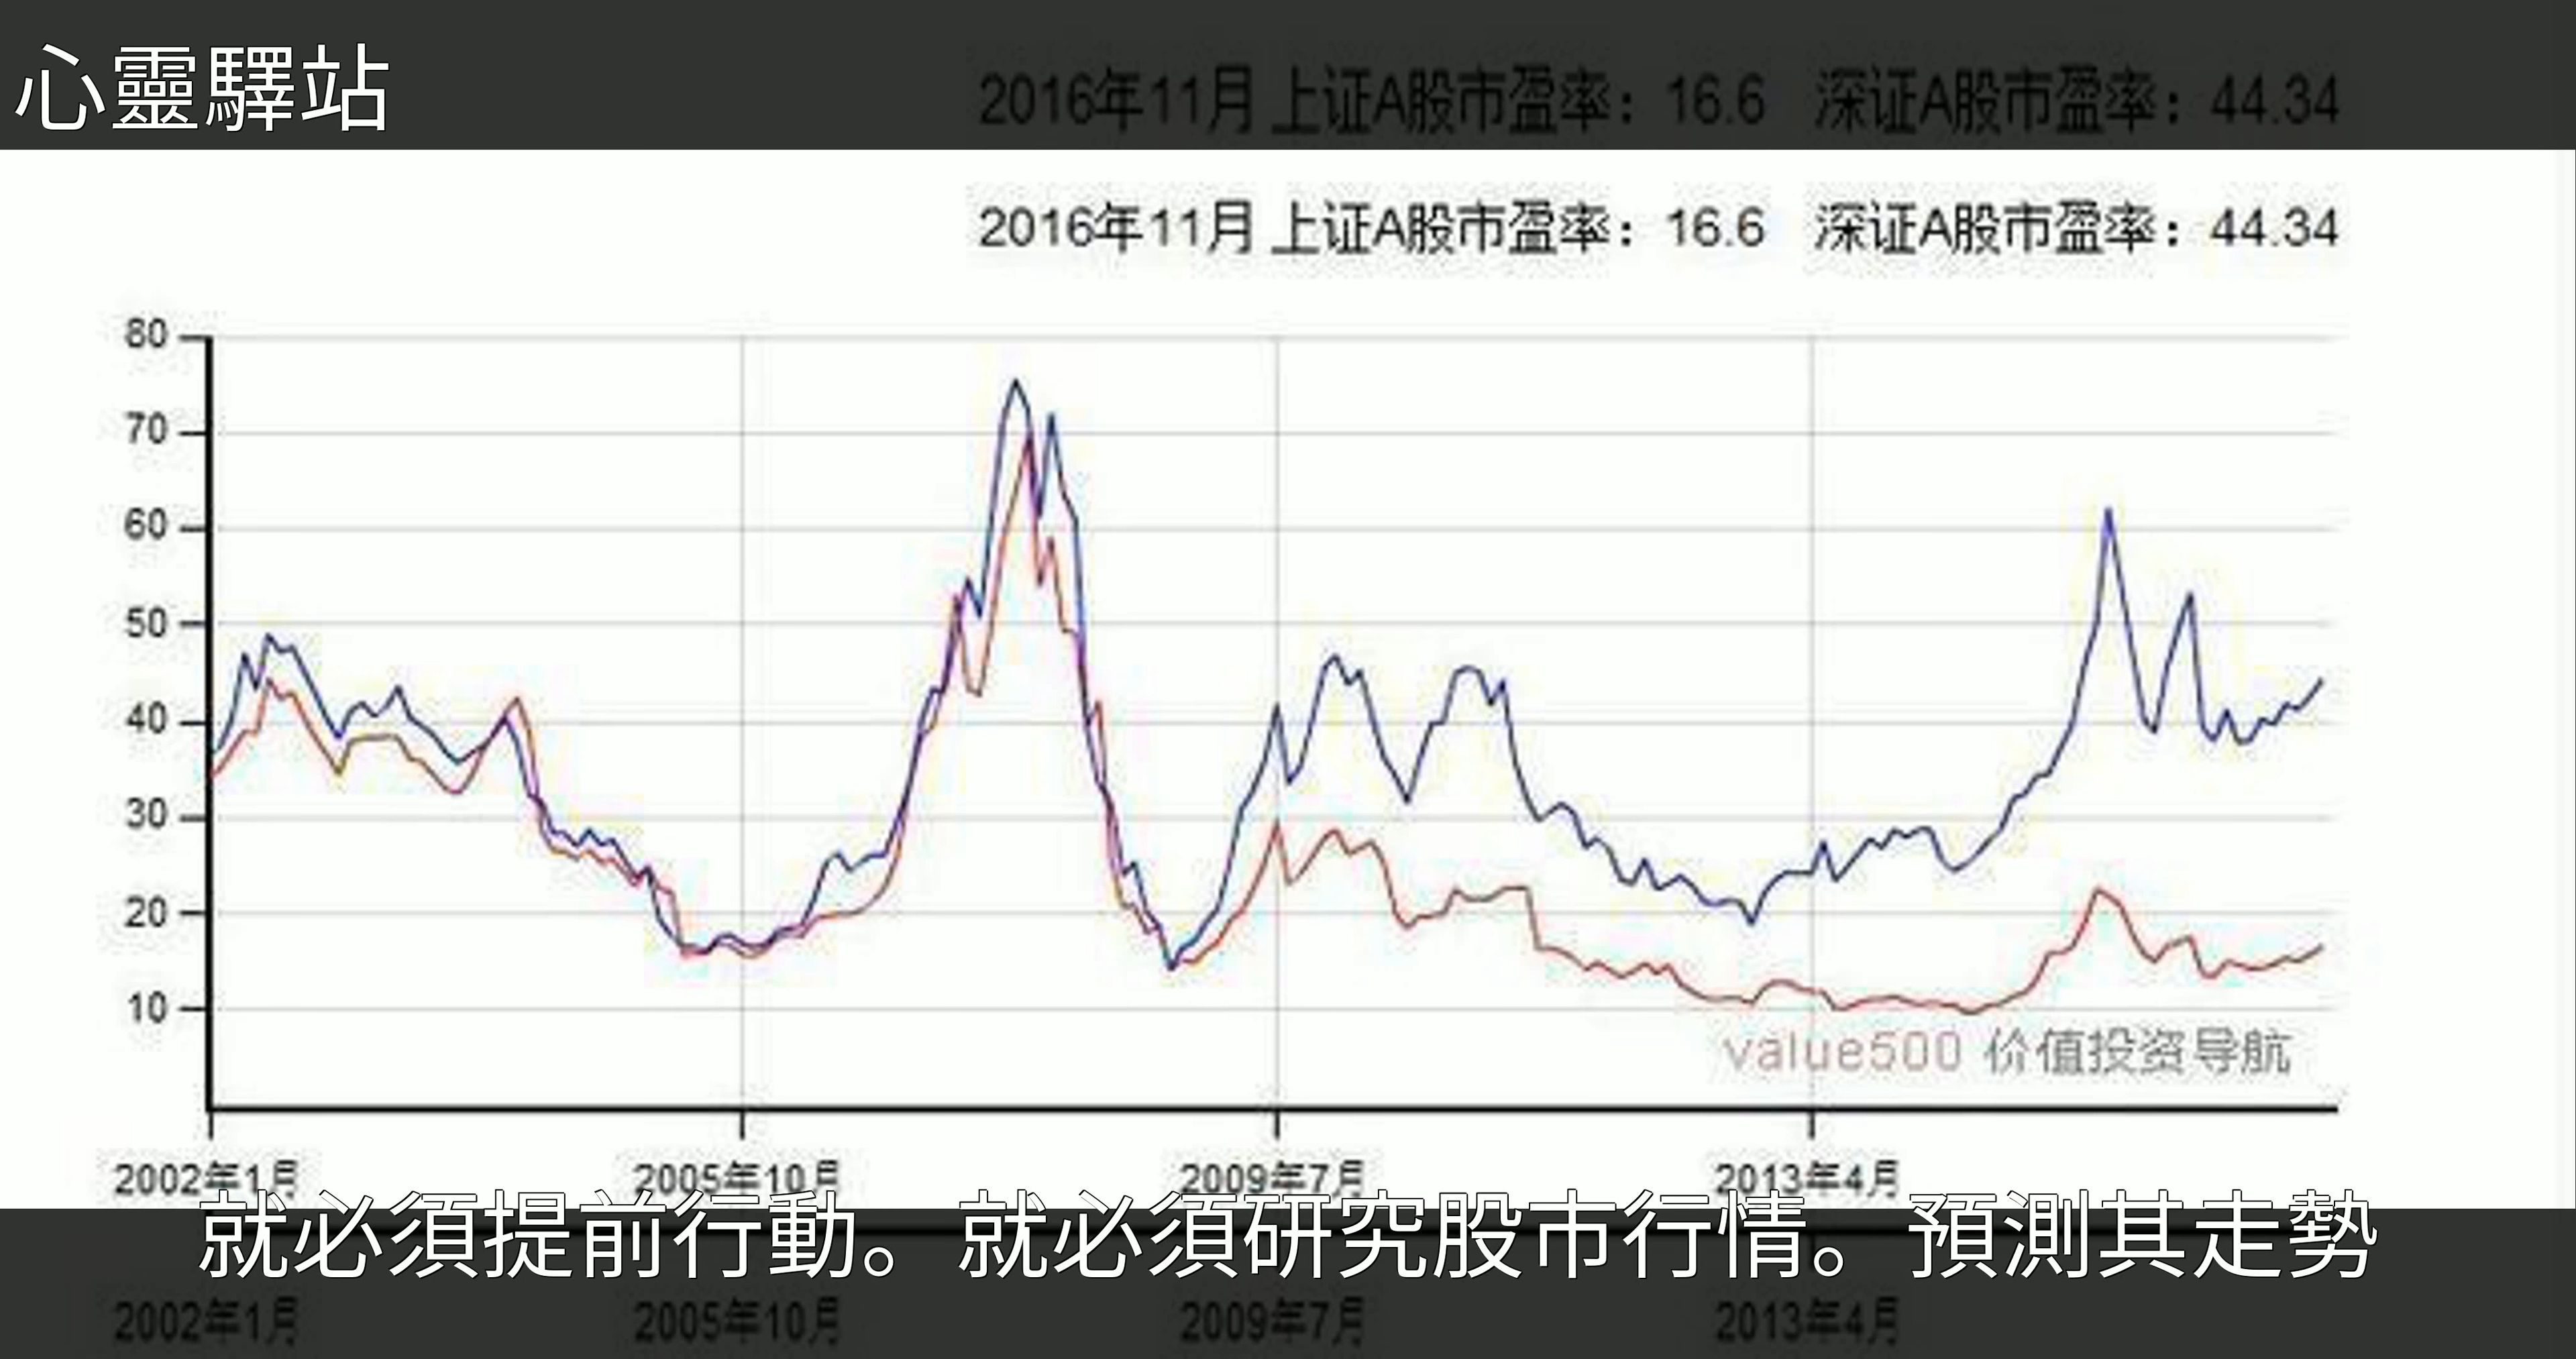 心靈驛站
2016年11月 上证A股市盈率：16.6 深证A股市盈率：44.34
2016年11月 上证A股市盈率：16.6 深证A股市盈率：44.34
80
70
60
50
40
30
20
10
value500 价值投资导航
2002年1月 2005年10月 2009年7月 2013年4月
就必須提前行動。就必須研究股市行情。預測其走勢
2002年1月 2005年10月 2009年7月 2013年4月